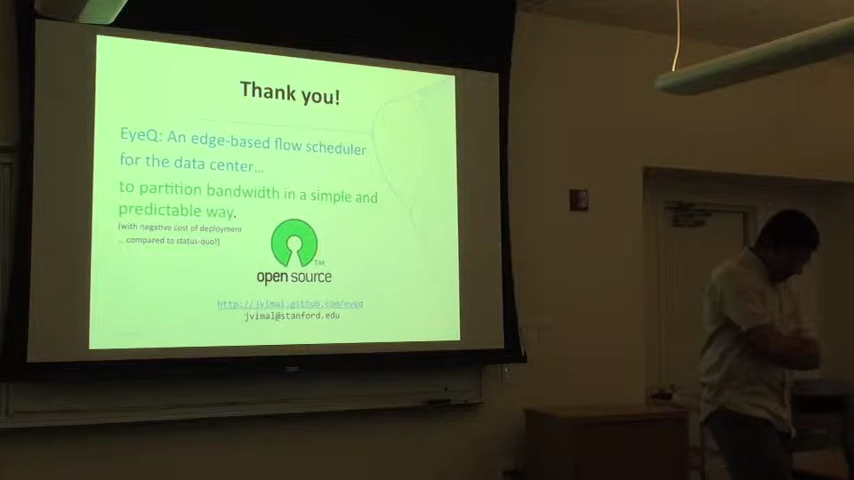 Thank you!
EyeQ: An edge-based flow scheduler
for the data center...
to partition bandwidth in a simple and
predictable way.
(with negative cost of deployment
... compared to status-quo!)
TM
open source
http://jvimal.github.com/eyeq
jvimal@stanford.edu